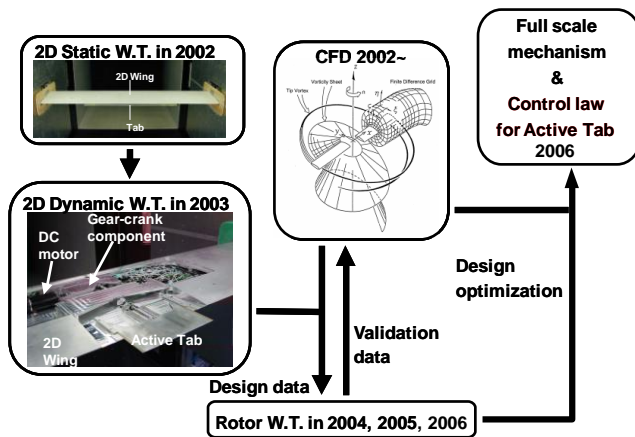 2D Static W.T. in 2002
2D Wing
Tab
2D Dynamic W.T. in 2003
Gear-crank
component
DC
motor
2D
Wing
Active Tab
CFD 2002~
Tip Vortex
Vorticity Sheet
Finite Difference Grid
Full scale
mechanism
&
Control law
for Active Tab
2006
Design
optimization
Validation
data
Design data
Rotor W.T. in 2004, 2005, 2006